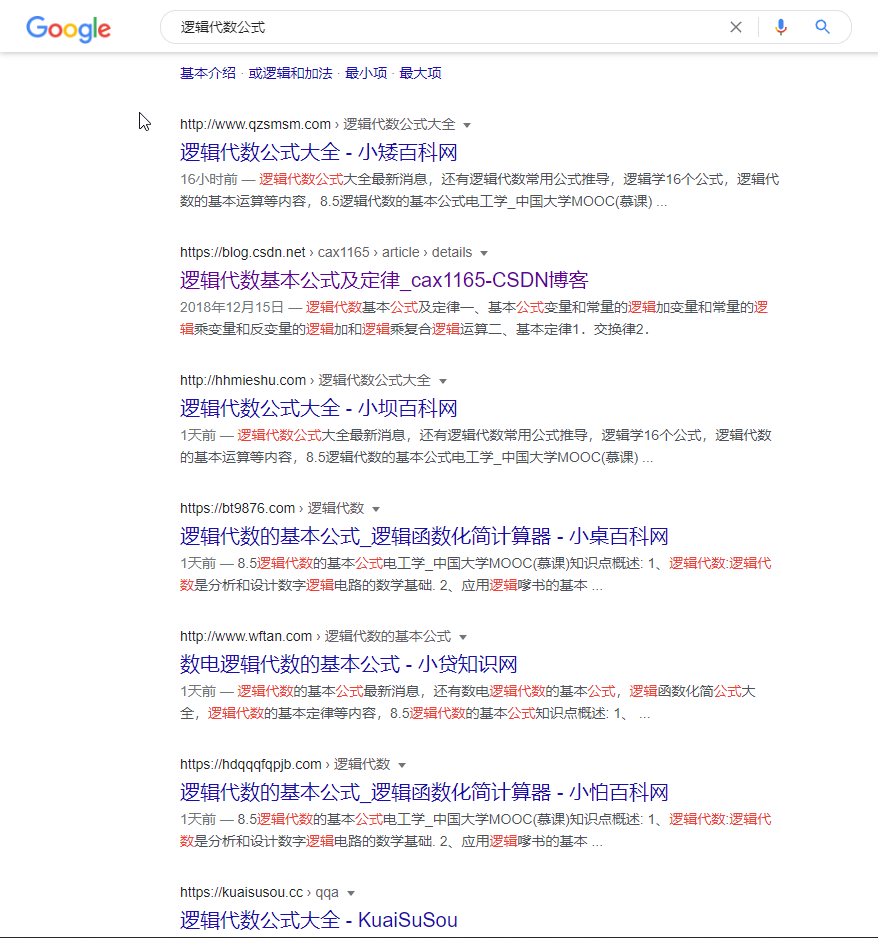 Google 逻辑代数公式
基本介绍 · 或逻辑和加法 · 最小项 · 最大项
http://www.qzsmsm.com › 逻辑代数公式大全
逻辑代数公式大全 - 小矮百科网
16小时前 — 逻辑代数公式大全最新消息，还有逻辑代数常用公式推导，逻辑学16个公式，逻辑代
数的基本运算等内容，8.5逻辑代数的基本公式电工学_中国大学MOOC(慕课) ...
https://blog.csdn.net › cax1165 › article › details
逻辑代数基本公式及定律_cax1165-CSDN博客
2018年12月15日 — 逻辑代数基本公式及定律一、基本公式变量和常量的逻辑加变量和常量的逻
辑乘变量和反变量的逻辑加和逻辑乘复合逻辑运算二、基本定律1．交换律2．
http://hhmieshu.com › 逻辑代数公式大全
逻辑代数公式大全 - 小坝百科网
1天前 — 逻辑代数公式大全最新消息，还有逻辑代数常用公式推导，逻辑学16个公式，逻辑代数
的基本运算等内容，8.5逻辑代数的基本公式电工学_中国大学MOOC(慕课) ...
https://bt9876.com › 逻辑代数
逻辑代数的基本公式_逻辑函数化简计算器 - 小桌百科网
1天前 — 8.5逻辑代数的基本公式电工学_中国大学MOOC(慕课)知识点概述: 1、逻辑代数:逻辑代
数是分析和设计数字逻辑电路的数学基础. 2、应用逻辑嗲书的基本 ...
http://www.wftan.com › 逻辑代数的基本公式
数电逻辑代数的基本公式 - 小贷知识网
1天前 — 逻辑代数的基本公式最新消息，还有数电逻辑代数的基本公式，逻辑函数化简公式大
全，逻辑代数的基本定律等内容，8.5逻辑代数的基本公式知识点概述: 1、 ...
https://hdqqqfqpjb.com › 逻辑代数
逻辑代数的基本公式_逻辑函数化简计算器 - 小怕百科网
1天前 — 8.5逻辑代数的基本公式电工学_中国大学MOOC(慕课)知识点概述: 1、逻辑代数:逻辑代
数是分析和设计数字逻辑电路的数学基础. 2、应用逻辑嗲书的基本 ...
https://kuaisusou.cc › qqa
逻辑代数公式大全 - KuaiSuSou